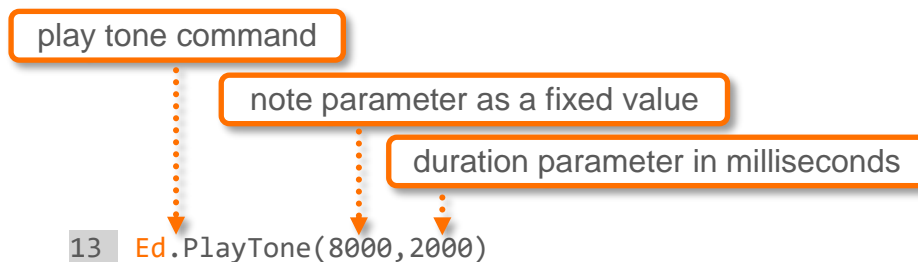 play tone command
note parameter as a fixed value
duration parameter in milliseconds
13 Ed.PlayTone(8000,2000)